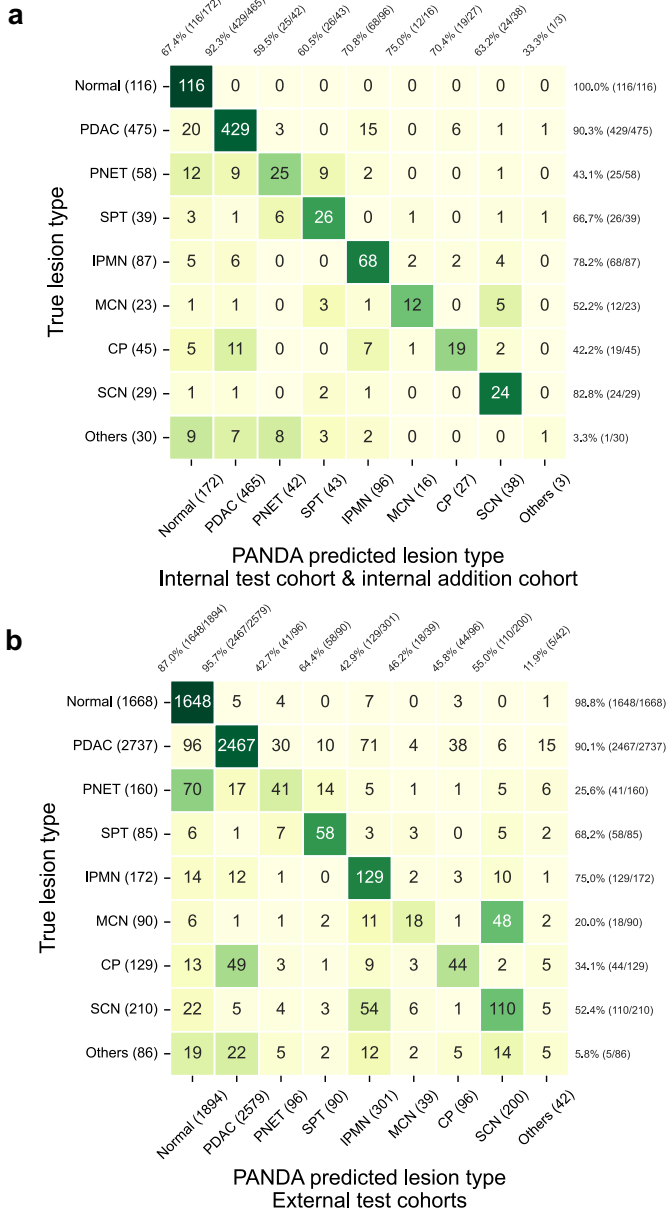 a
67.4% (116/172) 92.3% (429/465) 59.5% (25/42) 60.5% (26/43) 70.8% (68/96) 75.0% (12/16) 70.4% (19/27) 63.2% (24/38) 33.3% (1/3)
True lesion type
Normal (116) 116 0 0 0 0 0 0 0 0 100.0% (116/116)
PDAC (475) 20 429 3 0 15 0 6 1 1 90.3% (429/475)
PNET (58) 12 9 25 9 2 0 0 1 0 43.1% (25/58)
SPT (39) 3 1 6 26 0 1 0 1 1 66.7% (26/39)
IPMN (87) 5 6 0 0 68 2 2 4 0 78.2% (68/87)
MCN (23) 1 1 0 3 1 12 0 5 0 52.2% (12/23)
CP (45) 5 11 0 0 7 1 19 2 0 42.2% (19/45)
SCN (29) 1 1 0 2 1 0 0 24 0 82.8% (24/29)
Others (30) 9 7 8 3 2 0 0 0 1 3.3% (1/30)
Normal (172) PDAC (465) PNET (42) SPT (43) IPMN (96) MCN (16) CP (27) SCN (38) Others (3)
PANDA predicted lesion type
Internal test cohort & internal addition cohort
b
87.0% (1648/1894) 95.7% (2467/2579) 42.7% (41/96) 64.4% (58/90) 42.9% (129/301) 46.2% (18/39) 45.8% (44/96) 55.0% (110/200) 11.9% (5/42)
True lesion type
Normal (1668) 1648 5 4 0 7 0 3 0 1 98.8% (1648/1668)
PDAC (2737) 96 2467 30 10 71 4 38 6 15 90.1% (2467/2737)
PNET (160) 70 17 41 14 5 1 1 5 6 25.6% (41/160)
SPT (85) 6 1 7 58 3 3 0 5 2 68.2% (58/85)
IPMN (172) 14 12 1 0 129 2 3 10 1 75.0% (129/172)
MCN (90) 6 1 1 2 11 18 1 48 2 20.0% (18/90)
CP (129) 13 49 3 1 9 3 44 2 5 34.1% (44/129)
SCN (210) 22 5 4 3 54 6 1 110 5 52.4% (110/210)
Others (86) 19 22 5 2 12 2 5 14 5 5.8% (5/86)
Normal (1894) PDAC (2579) PNET (96) SPT (90) IPMN (301) MCN (39) CP (96) SCN (200) Others (42)
PANDA predicted lesion type
External test cohorts